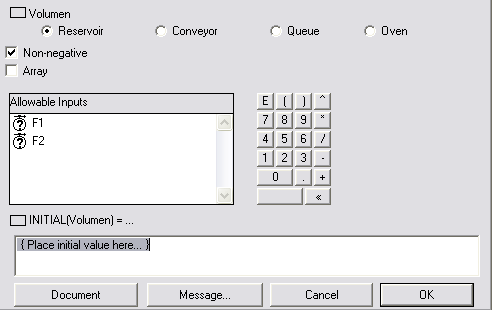 Volumen
Reservoir Conveyor Queue Oven
Non-negative
Array
Allowable Inputs
F1
F2
E ( ) ^
7 8 9 *
4 5 6 /
1 2 3 -
0 . +
«
INITIAL(Volumen) = ...
{ Place initial value here... }
Document Message... Cancel OK